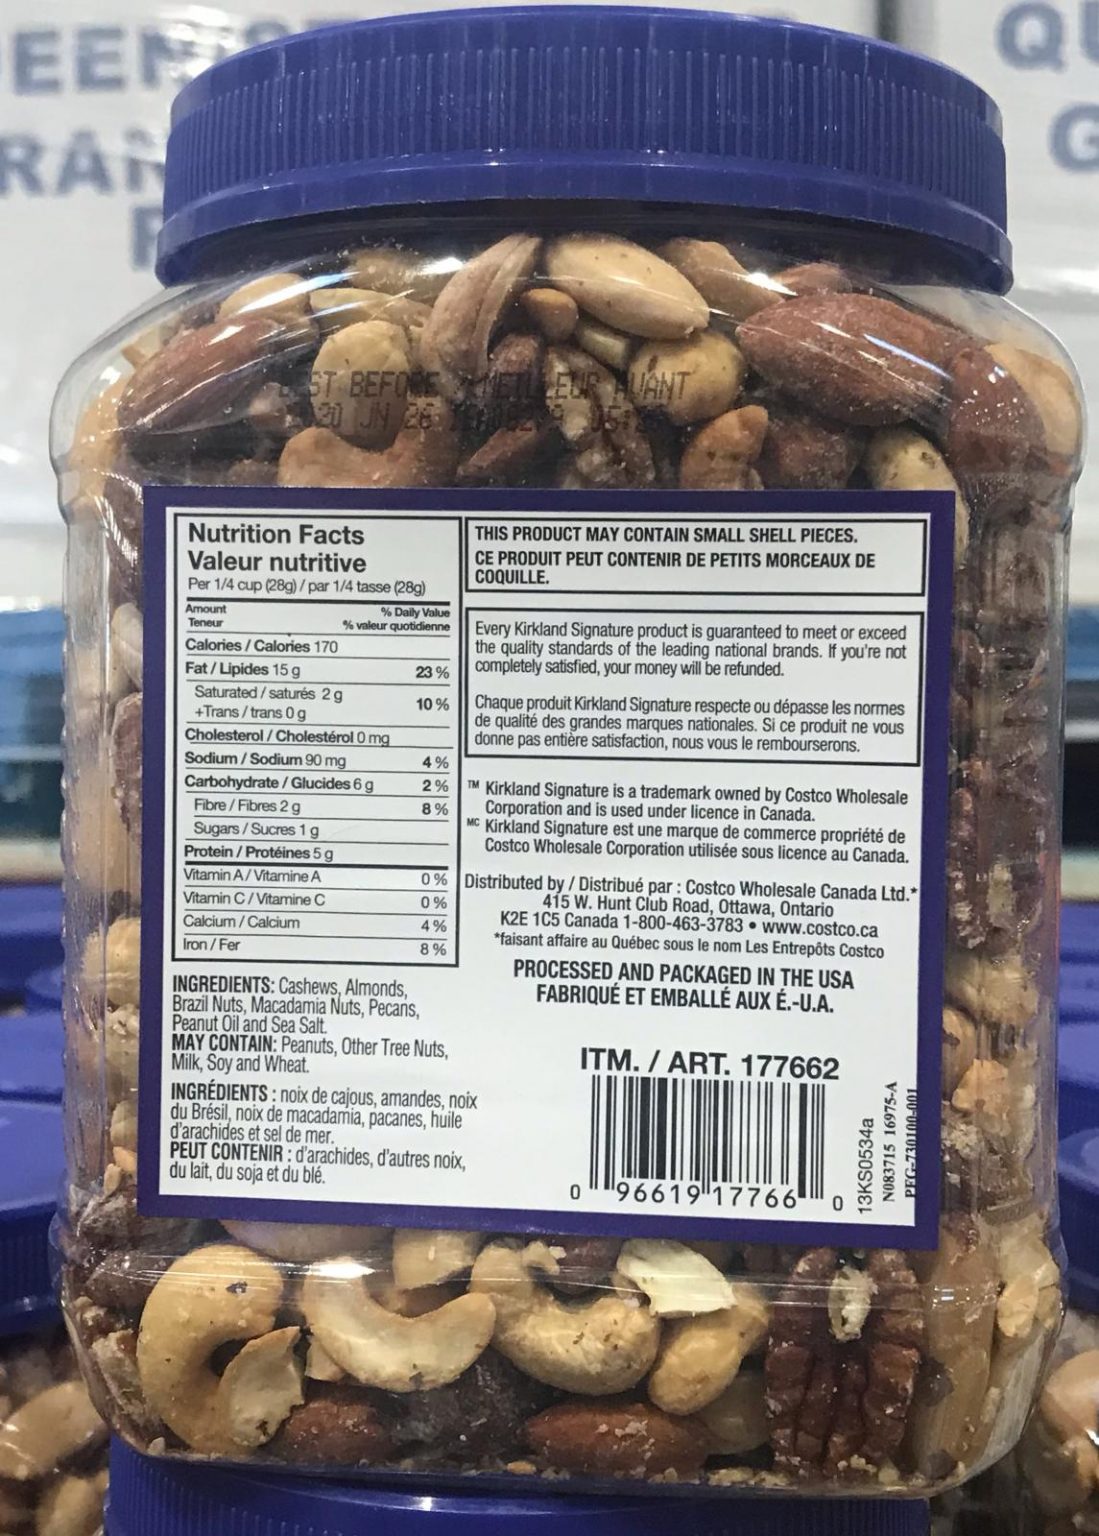 BEST BEFORE / MEILLEUR AVANT
2020 JN 26
Nutrition Facts
Valeur nutritive
Per 1/4 cup (28g) / par 1/4 tasse (28g)
Amount % Daily Value
Teneur % valeur quotidienne
Calories / Calories 170
Fat / Lipides 15 g 23 %
Saturated / saturés 2 g
+Trans / trans 0 g 10 %
Cholesterol / Cholestérol 0 mg
Sodium / Sodium 90 mg 4 %
Carbohydrate / Glucides 6 g 2 %
Fibre / Fibres 2 g 8 %
Sugars / Sucres 1 g
Protein / Protéines 5 g
Vitamin A / Vitamine A 0 %
Vitamin C / Vitamine C 0 %
Calcium / Calcium 4 %
Iron / Fer 8 %
INGREDIENTS: Cashews, Almonds,
Brazil Nuts, Macadamia Nuts, Pecans,
Peanut Oil and Sea Salt.
MAY CONTAIN: Peanuts, Other Tree Nuts,
Milk, Soy and Wheat.
INGRÉDIENTS : noix de cajous, amandes, noix
du Brésil, noix de macadamia, pacanes, huile
d'arachides et sel de mer.
PEUT CONTENIR : d'arachides, d'autres noix,
du lait, du soja et du blé.
THIS PRODUCT MAY CONTAIN SMALL SHELL PIECES.
CE PRODUIT PEUT CONTENIR DE PETITS MORCEAUX DE
COQUILLE.
Every Kirkland Signature product is guaranteed to meet or exceed
the quality standards of the leading national brands. If you're not
completely satisfied, your money will be refunded.
Chaque produit Kirkland Signature respecte ou dépasse les normes
de qualité des grandes marques nationales. Si ce produit ne vous
donne pas entière satisfaction, nous vous le rembourserons.
TM Kirkland Signature is a trademark owned by Costco Wholesale
Corporation and is used under licence in Canada.
MC Kirkland Signature est une marque de commerce propriété de
Costco Wholesale Corporation utilisée sous licence au Canada.
Distributed by / Distribué par : Costco Wholesale Canada Ltd.*
415 W. Hunt Club Road, Ottawa, Ontario
K2E 1C5 Canada 1-800-463-3783 • www.costco.ca
*faisant affaire au Québec sous le nom Les Entrepôts Costco
PROCESSED AND PACKAGED IN THE USA
FABRIQUÉ ET EMBALLÉ AUX É.-U.A.
ITM. / ART. 177662
0 96619 17766 0
13KS0534a
N083715 16975-A
PEG-730100-001